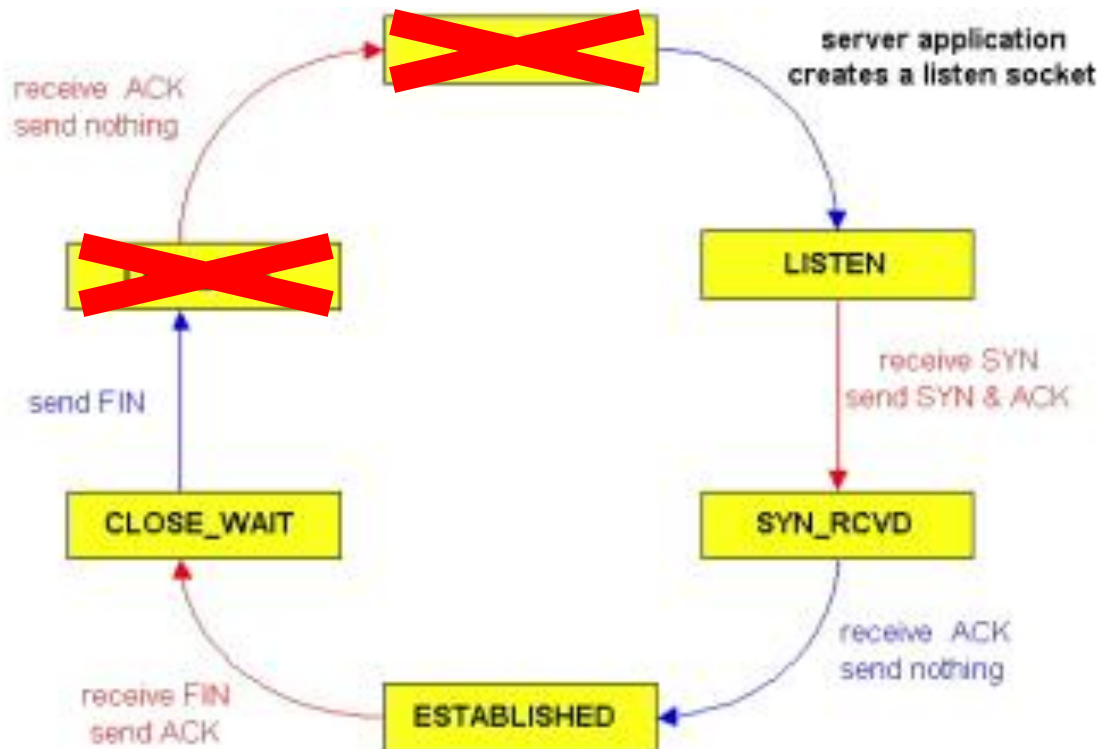 server application
creates a listen socket
receive ACK
send nothing
LISTEN
receive SYN
send SYN & ACK
send FIN
CLOSE_WAIT
SYN_RCVD
receive ACK
send nothing
receive FIN
send ACK
ESTABLISHED